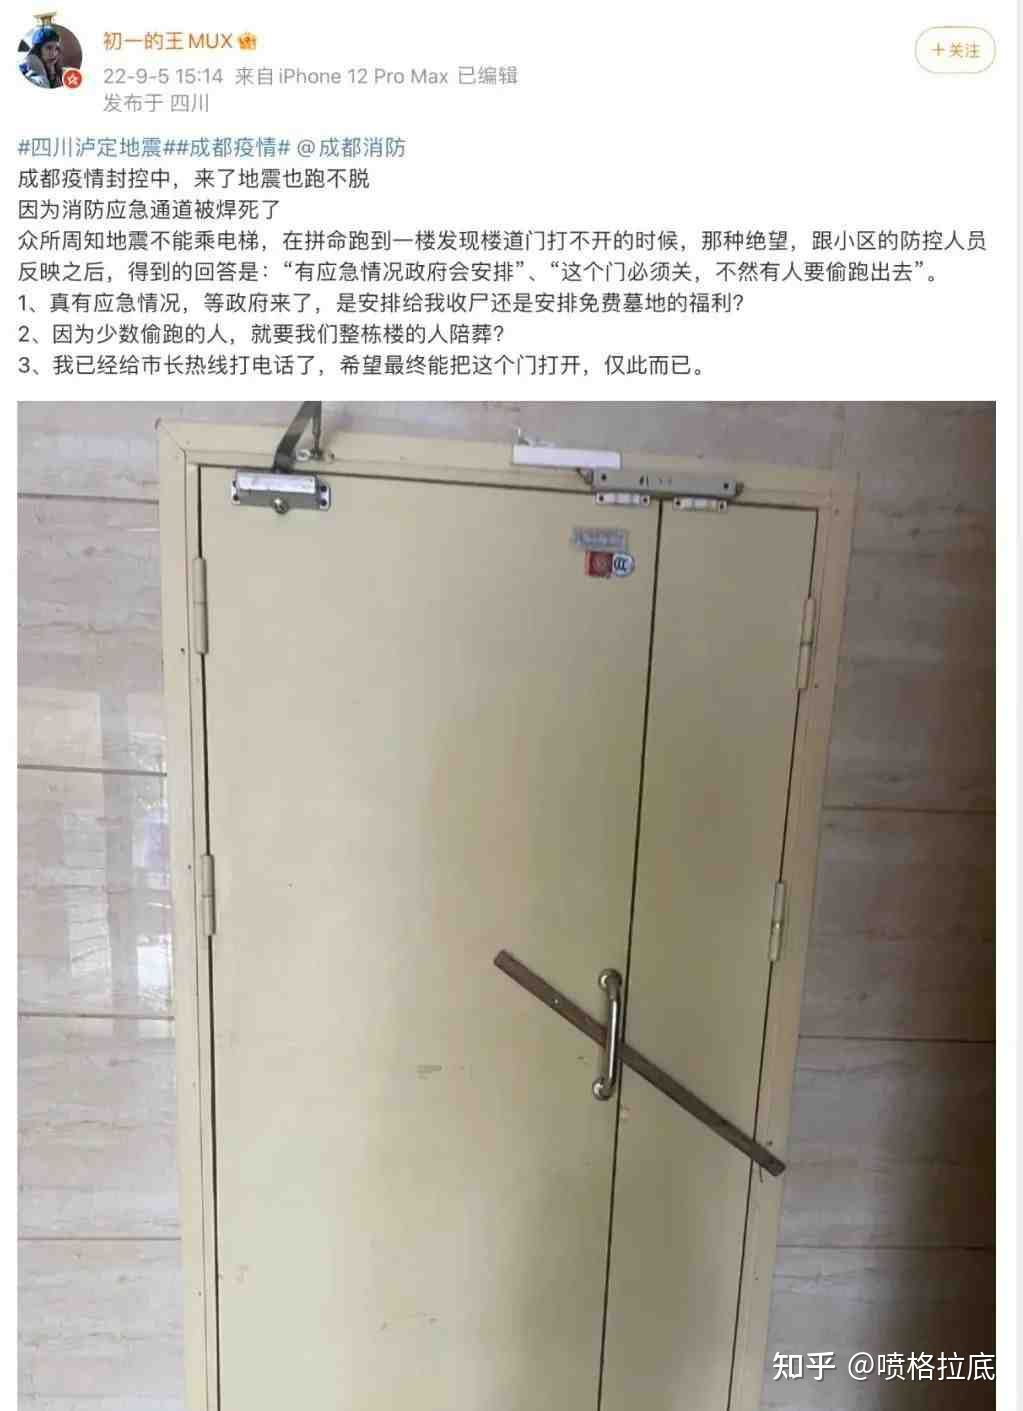 初一的王MUX
22-9-5 15:14 来自 iPhone 12 Pro Max 已编辑
发布于 四川
+关注
#四川泸定地震##成都疫情# @成都消防
成都疫情封控中，来了地震也跑不脱
因为消防应急通道被焊死了
众所周知地震不能乘电梯，在拼命跑到一楼发现楼道门打不开的时候，那种绝望，跟小区的防控人员
反映之后，得到的回答是：“有应急情况政府会安排”、“这个门必须关，不然有人要偷跑出去”。
1、真有应急情况，等政府来了，是安排给我收尸还是安排免费墓地的福利？
2、因为少数偷跑的人，就要我们整栋楼的人陪葬？
3、我已经给市长热线打电话了，希望最终能把这个门打开，仅此而已。
知乎 @喷格拉底